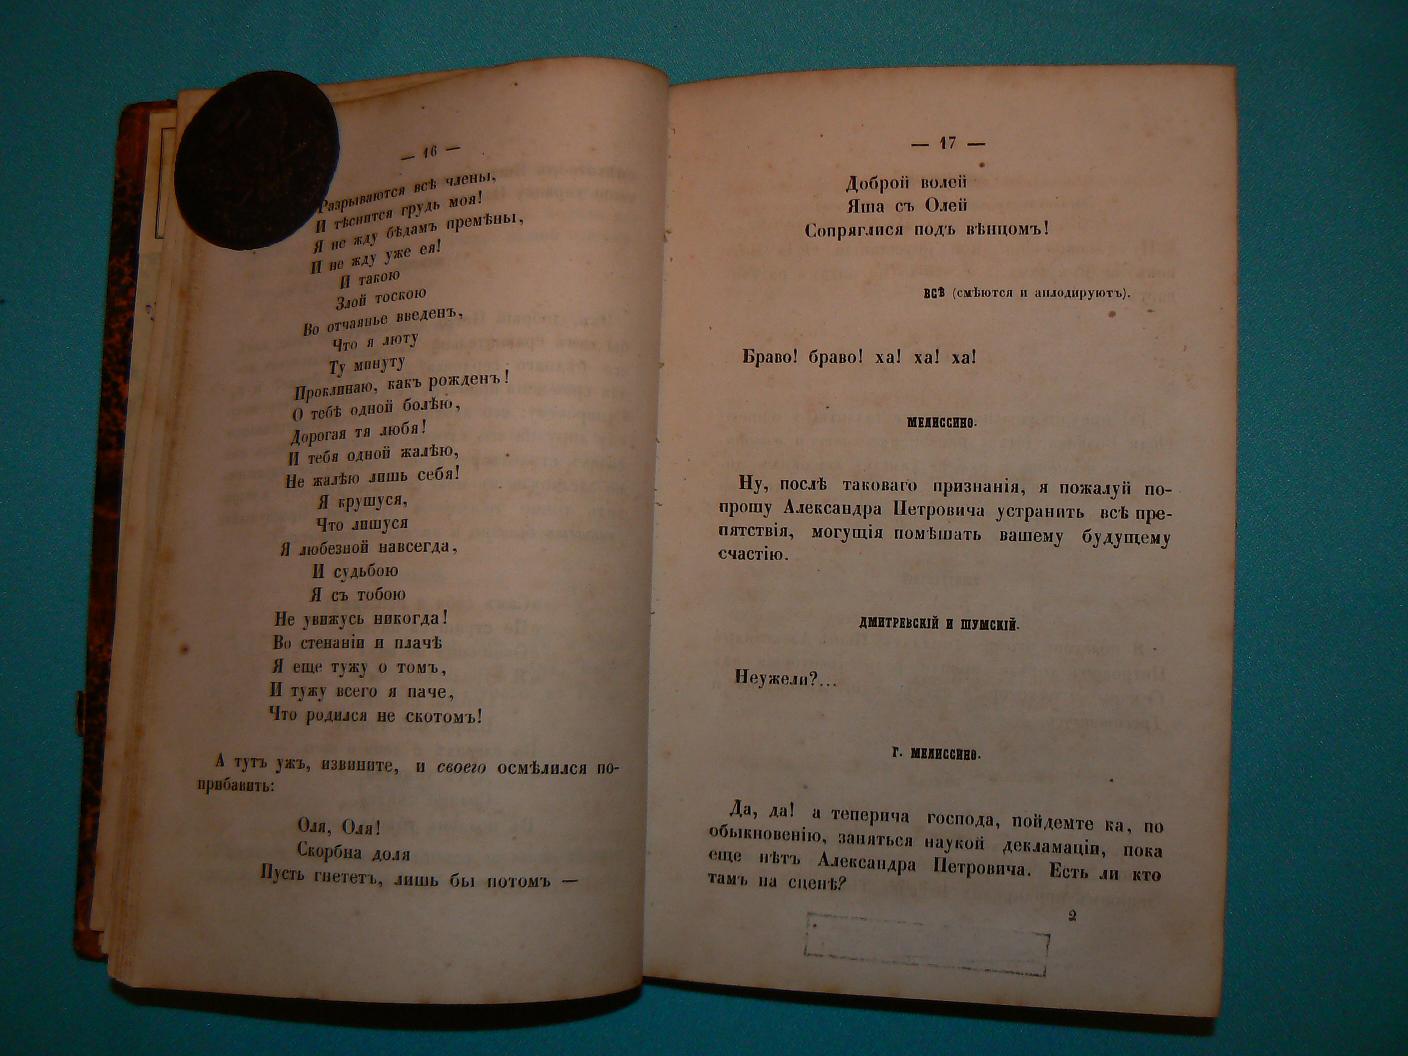 — 16 —
Разрываются всѣ члены,
И тѣснится грудь моя!
Я не жду бѣдамъ премѣны,
И не жду уже ея!
И такою
Злой тоскою
Во отчаянье введенъ,
Что я люту
Ту минуту
Проклинаю, какъ рожденъ!
О тебѣ одной болѣю,
Дорогая тя любя!
И тебя одной жалѣю,
Не жалѣю лишь себя!
Я крушуся,
Что лишуся
Я любезной навсегда,
И судьбою
Я съ тобою
Не увижусь никогда!
Во стенаніи и плачѣ
Я еще тужу о томъ,
И тужу всего я паче,
Что родился не скотомъ!
А тутъ ужъ, извините, и своего осмѣлился по-
прибавить:
Оля, Оля!
Скорбна доля
Пусть гнететъ, лишь бы потомъ —
— 17 —
Доброй волей
Яша съ Олей
Сопряглися подъ вѣнцомъ!
ВСѢ (смѣются и апплодируютъ).
Браво! браво! ха! ха! ха!
МЕЛИССИНО.
Ну, послѣ таковаго признанія, я пожалуй по-
прошу Александра Петровича устранить всѣ пре-
пятствія, могущія помѣшать вашему будущему
счастію.
ДМИТРЕВСКІЙ И ШУМСКІЙ.
Неужели?...
Г. МЕЛИССИНО.
Да, да! а теперича господа, пойдемте ка, по
обыкновенію, заняться наукой декламаціи, пока
еще нѣтъ Александра Петровича. Есть ли кто
тамъ на сценѣ?
2